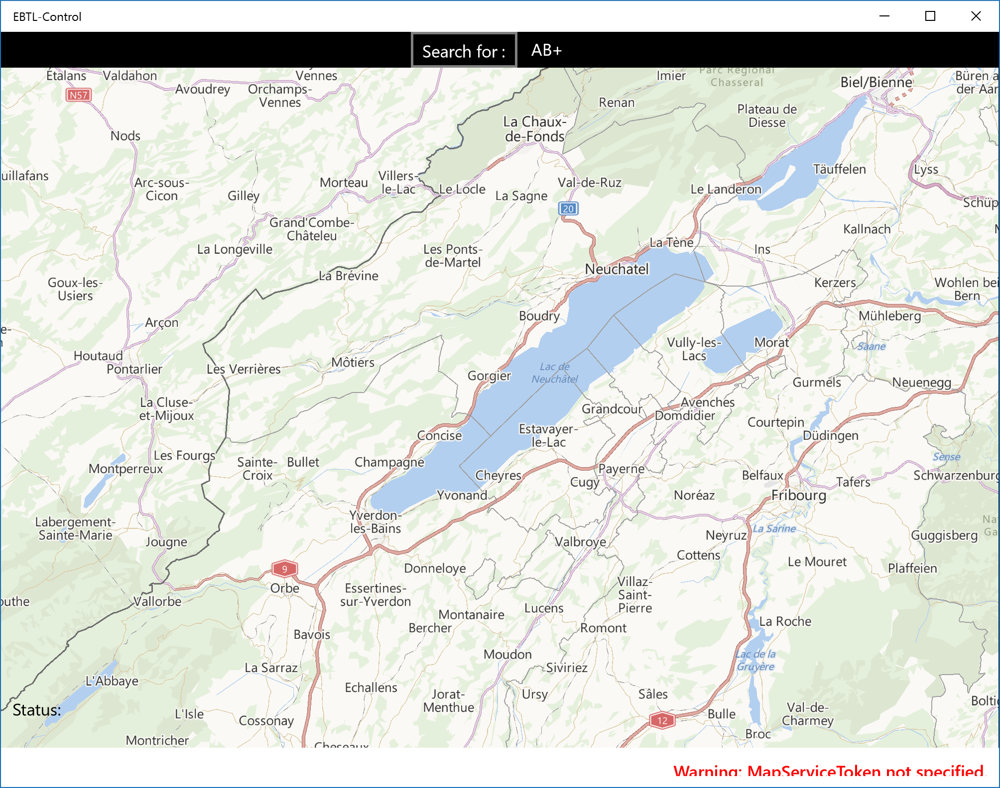 EBTL-Control
Search for :
AB+
Étalans
Valdahon
Vennes
Imier
Parc Régional
Chasseral
Biel/Bienne
Büren a
der Aar
N57
Avoudrey
Orchamps-
Vennes
Renan
Plateau de
Diesse
La Chaux-
de-Fonds
Nods
uillafans
Arc-sous-
Cicon
Gilley
Morteau
Villers-
le-Lac
Le Locle
La Sagne
Val-de-Ruz
Le Landeron
Täuffelen
Lyss
Schüp
20
Grand'Combe-
Châteleu
La Longeville
Les Ponts-
de-Martel
La Tène
Ins
Kallnach
La Brévine
Neuchatel
Goux-les-
Usiers
Kerzers
Wohlen bei
Bern
Arçon
Boudry
Mühleberg
Houtaud
Pontarlier
Les Verrières
Môtiers
Vully-les-
Lacs
Morat
Saane
Gorgier
Lac de
Neuchâtel
Gurmels
Neuenegg
La Cluse-
et-Mijoux
Grandcour
Avenches
Domdidier
Courtepin
Düdingen
Concise
Estavayer-
le-Lac
Les Fourgs
Montperreux
Sainte-
Croix
Bullet
Champagne
Cheyres
Payerne
Cugy
Belfaux
Tafers
Sense
Schwarzenburg
Yvonand
Noréaz
Fribourg
Labergement-
Sainte-Marie
Jougne
Yverdon-
les-Bains
Valbroye
Neyruz
La Sarine
Guggisberg
Na
Ga
Cottens
9
Orbe
Donneloye
Le Mouret
Plaffeien
outhe
Vallorbe
Essertines-
sur-Yverdon
Villaz-
Saint-
Pierre
Montanaire
Lucens
Bercher
Romont
La Roche
Bavois
Moudon
Siviriez
Lac de la
Gruyère
La Sarraz
L'Abbaye
Echallens
Jorat-
Menthue
Ursy
Sâles
Bolti
Status:
L'Isle
Cossonay
12
Bulle
Val-de-
Charmey
Montricher
Cheseaux
Broc
Warning: MapServiceToken not specified.